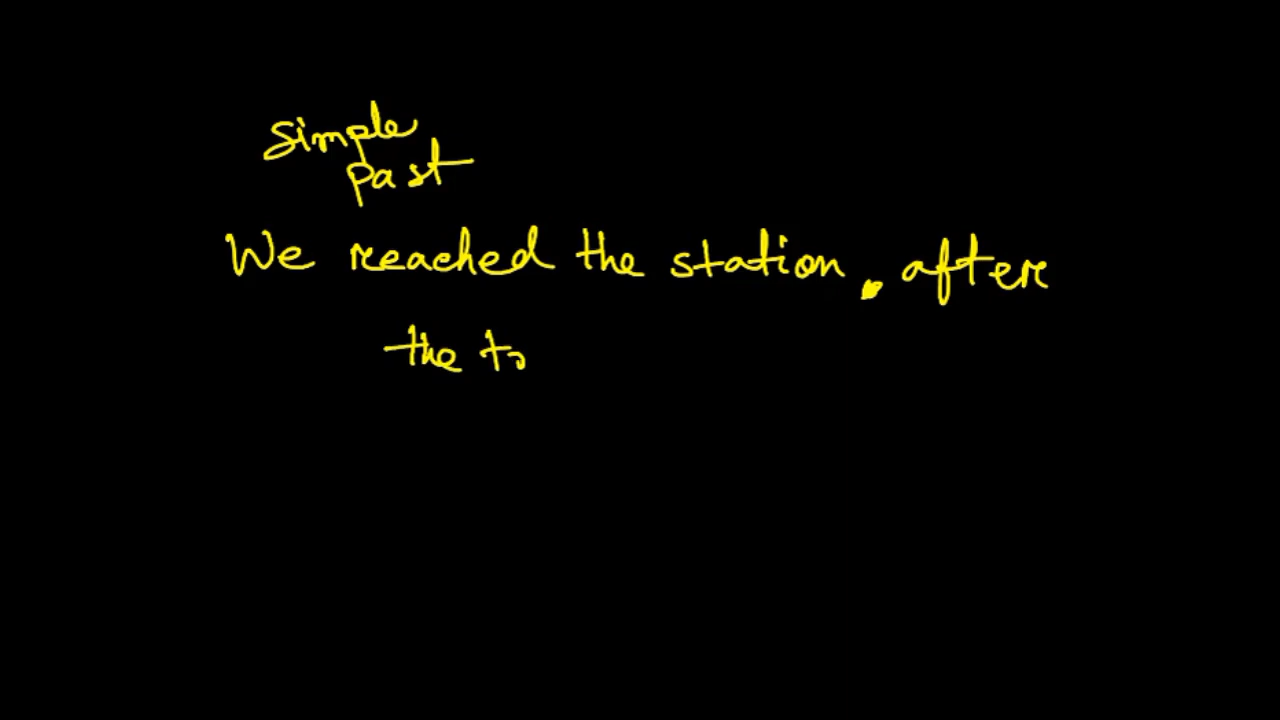 Simple
past
We reached the station. after
the